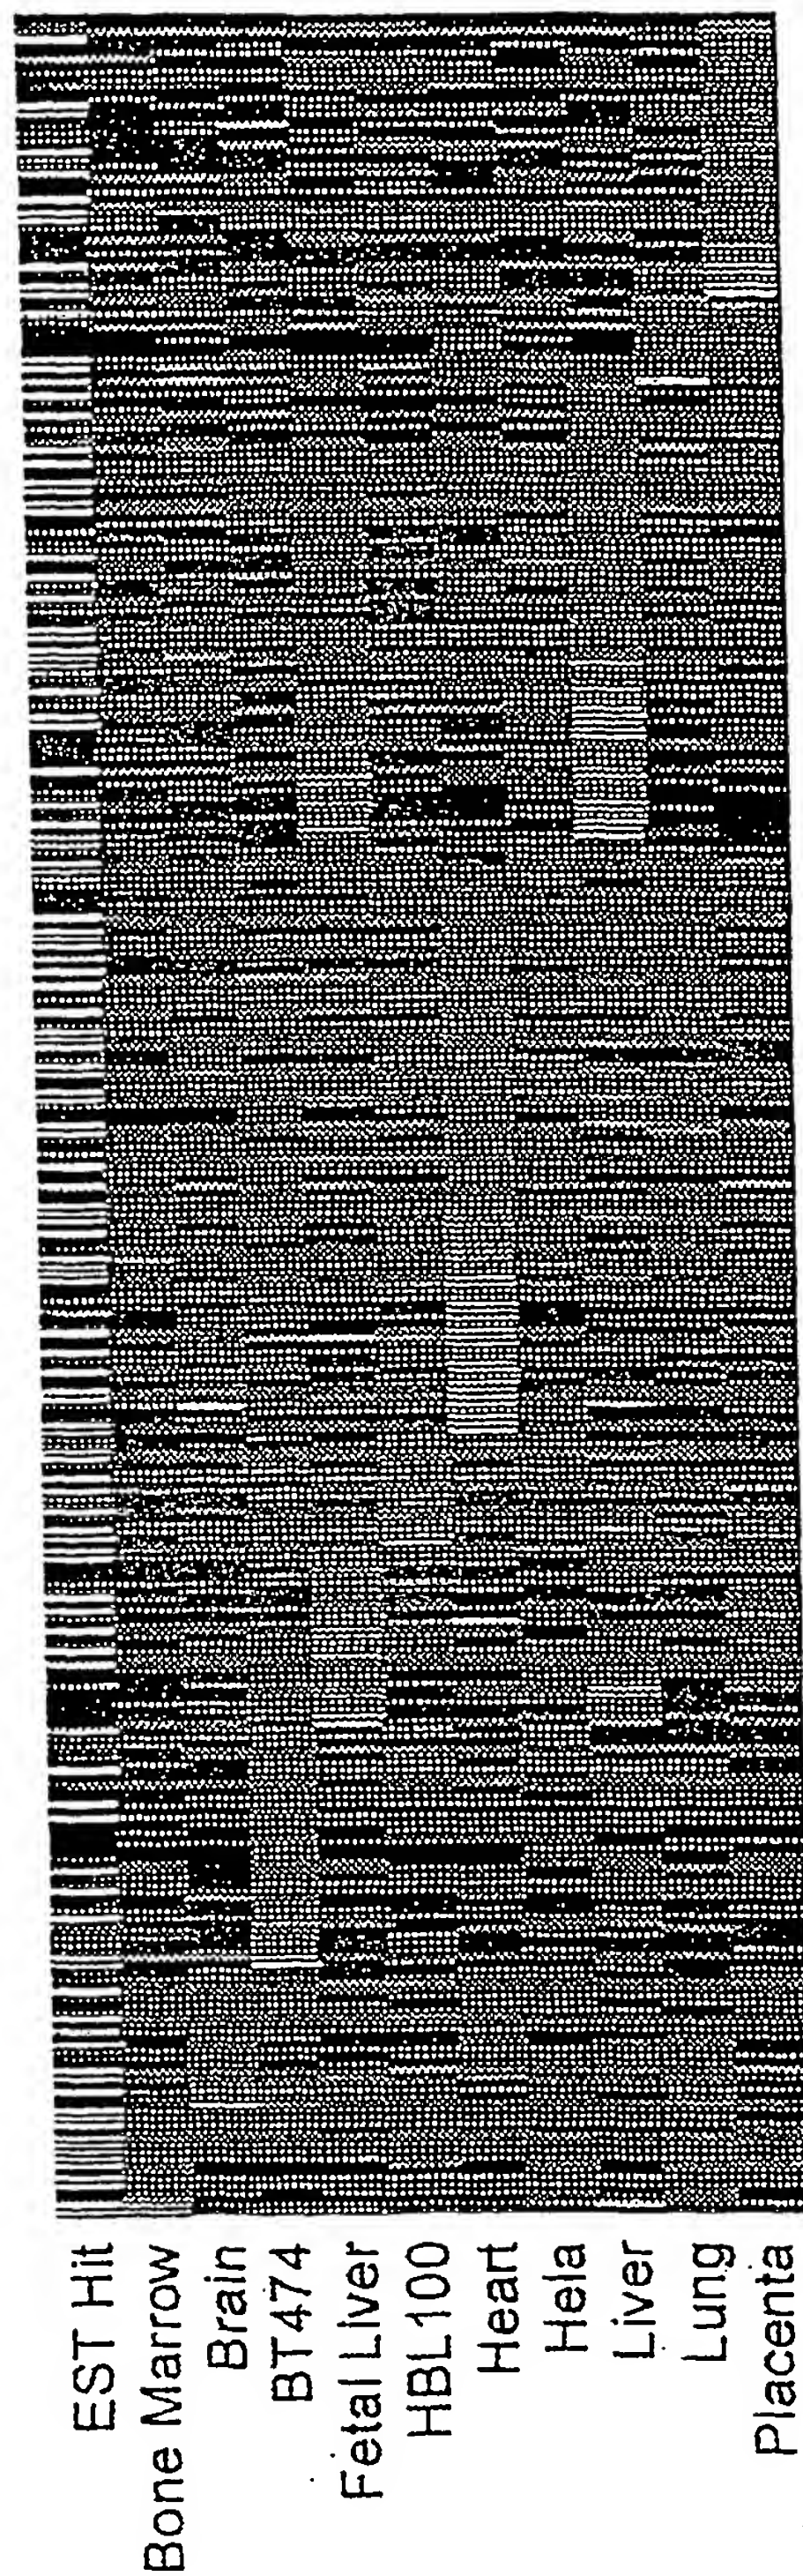 EST Hit
Bone Marrow
Brain
BT474
Fetal Liver
HBL100
Heart
Hela
Liver
Lung
Placenta